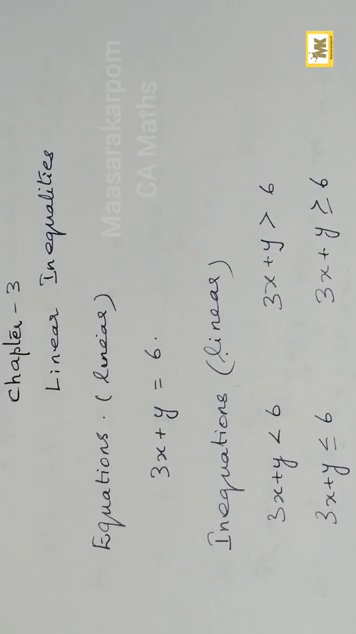 Chapter - 3
Linear Inequalities
Equations. (linear)
3x + y = 6.
Inequations (linear)
3x+y < 6 3x+y > 6
3x+y ≤ 6 3x+y ≥ 6
Maasarakarpom
CA Maths
MK